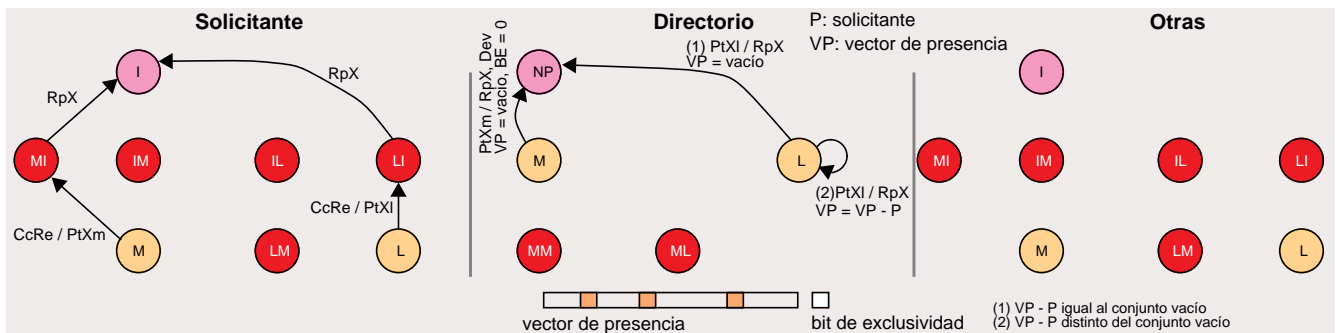 Solicitante
I
RpX
RpX
MI
IM
IL
LI
CcRe / PtXm
CcRe / PtXl
M
LM
L
Directorio
P: solicitante
VP: vector de presencia
PtXm / RpX, Dev
VP = vacio, BE = 0
(1) PtXl / RpX
VP = vacío
NP
M
L
(2)PtXl / RpX
VP = VP - P
MM
ML
vector de presencia
bit de exclusividad
Otras
I
MI
IM
IL
LI
M
LM
L
(1) VP - P igual al conjunto vacío
(2) VP - P distinto del conjunto vacío